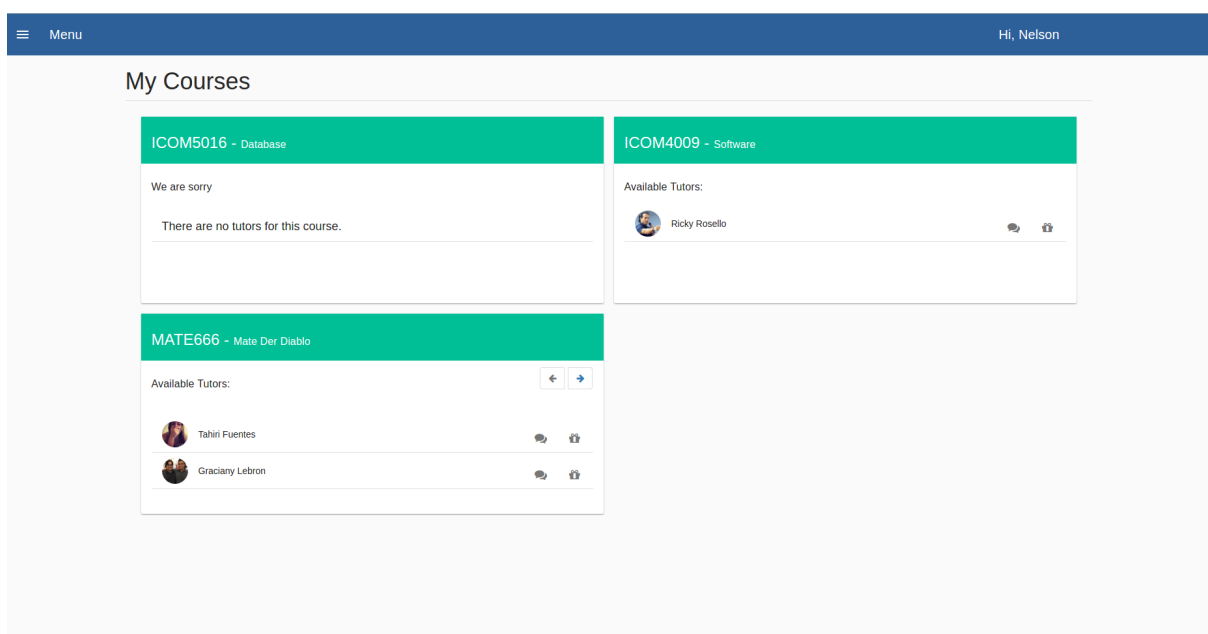 Menu
Hi, Nelson
My Courses
ICOM5016 - Database
We are sorry
There are no tutors for this course.
ICOM4009 - Software
Available Tutors:
Ricky Rosello
MATE666 - Mate Der Diablo
Available Tutors:
Tahiri Fuentes
Graciany Lebron